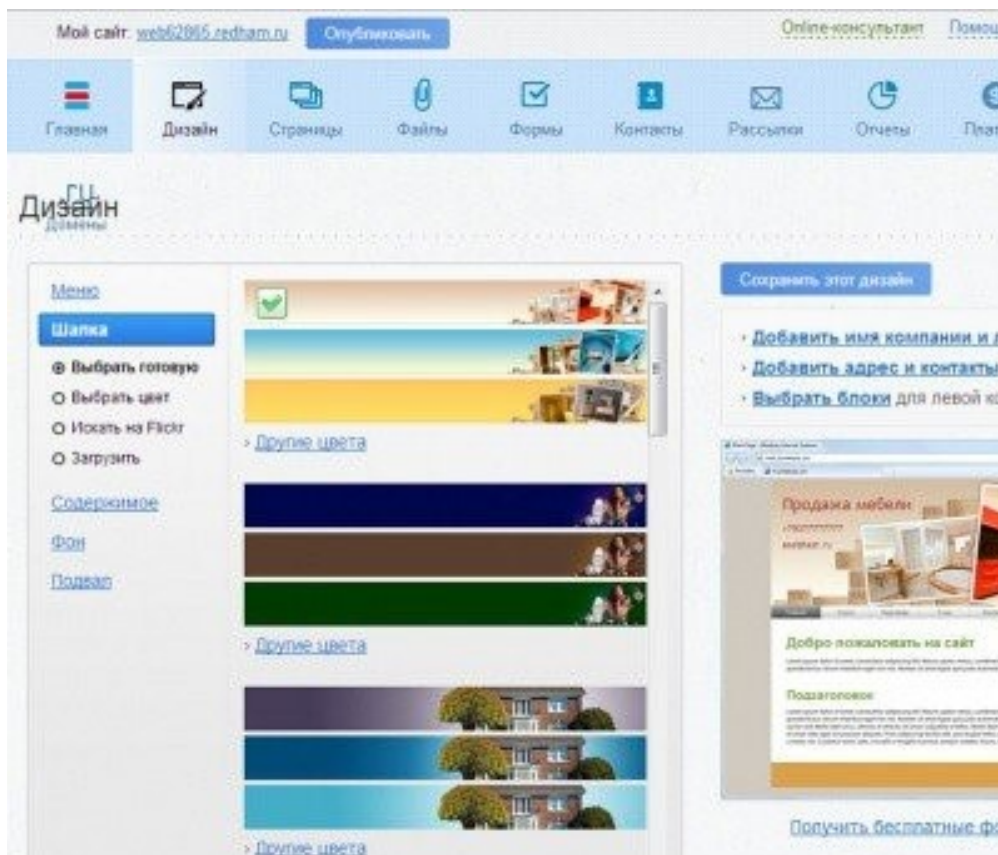 Мой сайт: web62865.redham.ru Опубликовать Online-консультант
Главная Дизайн Страницы Файлы Формы Контакты Рассылки Отчеты
ru
Дизайн
Домены
Меню
Шапка
Выбрать готовую
Выбрать цвет
Искать на Flickr
Загрузить
Содержимое
Фон
Подвал
› Другие цвета
› Другие цвета
› Другие цвета
Сохранить этот дизайн
› Добавить имя компании и
› Добавить адрес и контакты
› Выбрать блоки для левой
Продажа мебели
Добро пожаловать на сайт
Подзаголовок
Получить бесплатные